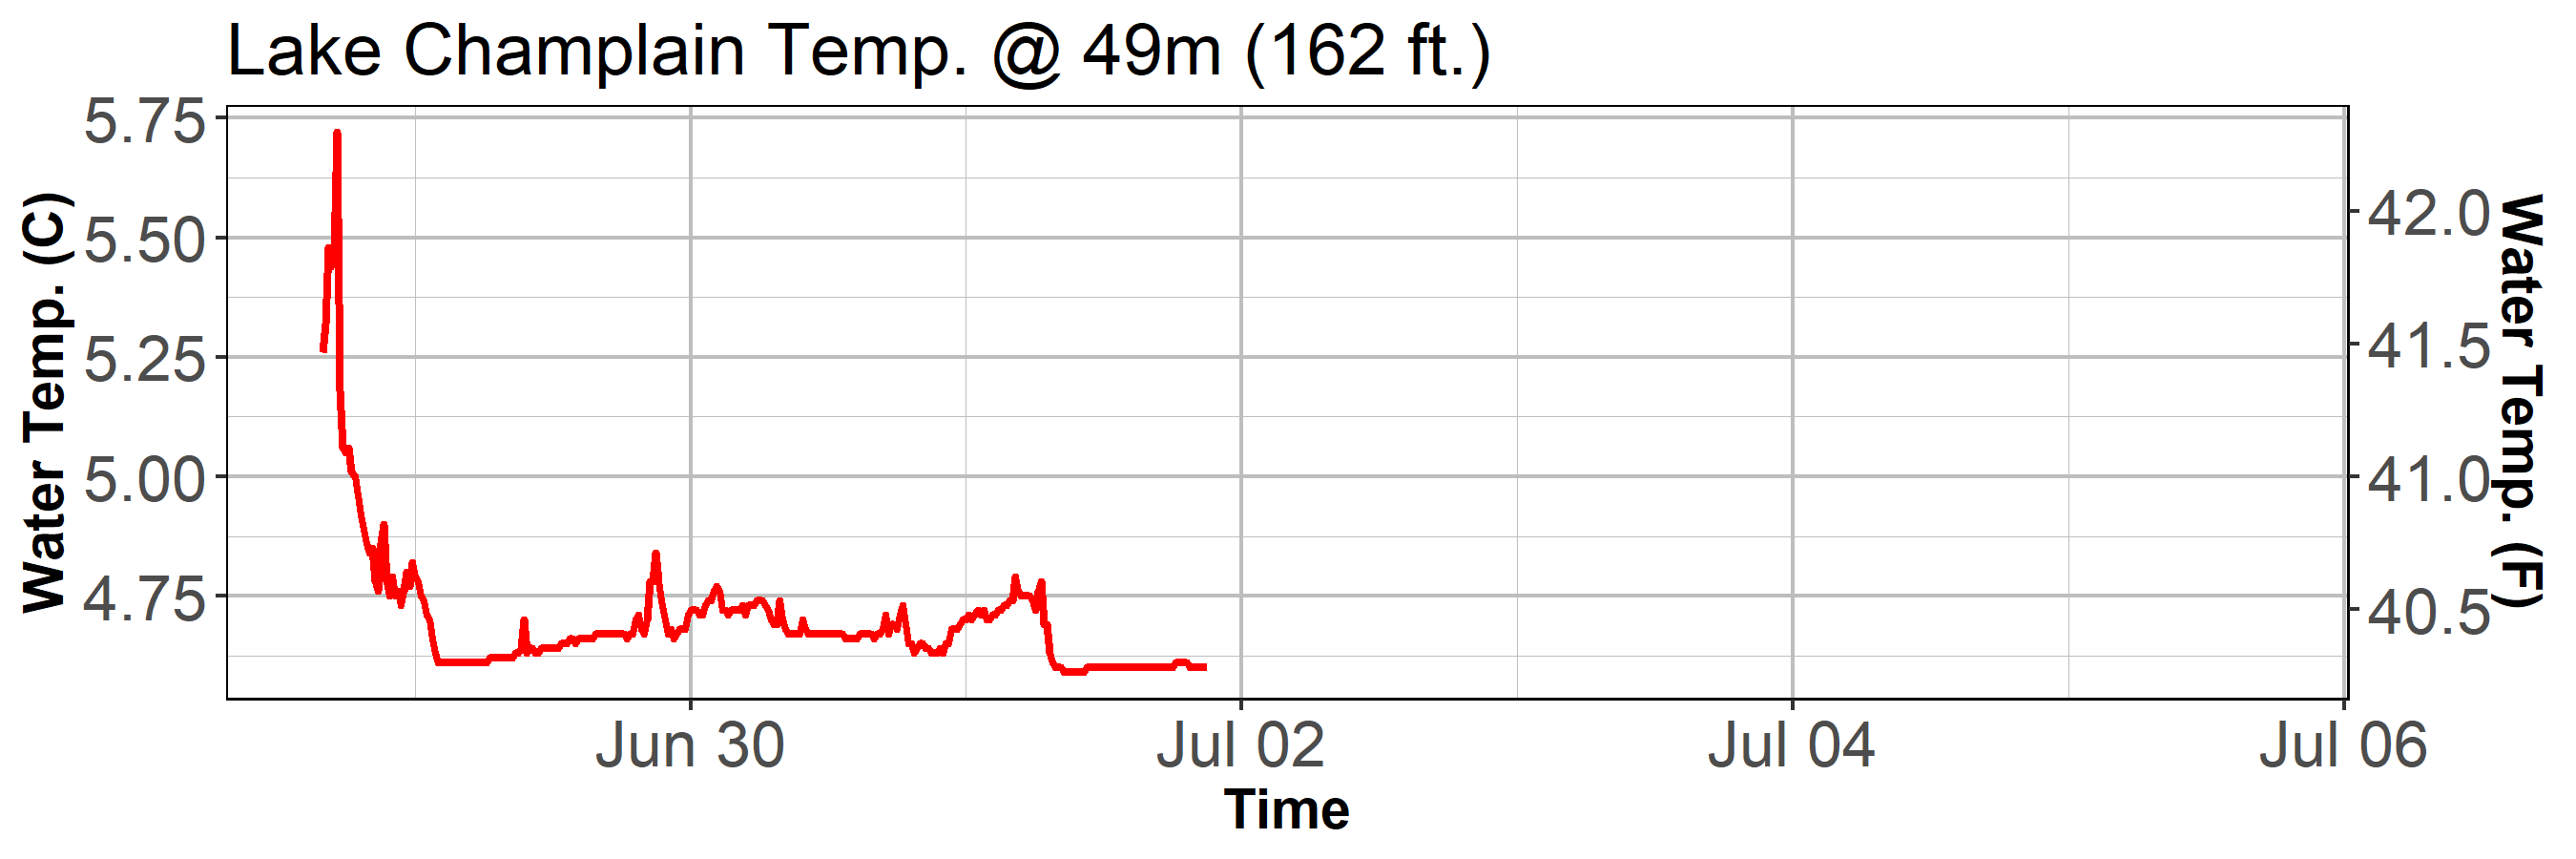 Lake Champlain Temp. @ 49m (162 ft.)
Water Temp. (C)
5.75
5.50
5.25
5.00
4.75
42.0
41.5
41.0
40.5
Water Temp. (F)
Jun 30 Jul 02 Jul 04 Jul 06
Time